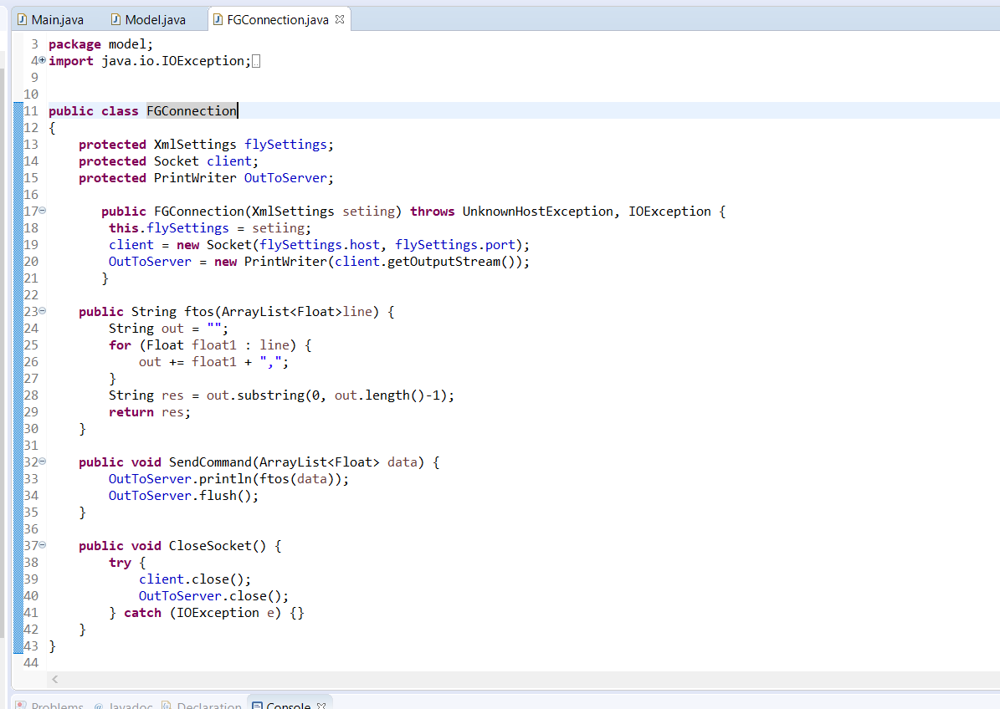 Main.java Model.java FGConnection.java
3 package model;
4 import java.io.IOException;
9
10
11 public class FGConnection
12 {
13 protected XmlSettings flySettings;
14 protected Socket client;
15 protected PrintWriter OutToServer;
16
17 public FGConnection(XmlSettings setiing) throws UnknownHostException, IOException {
18 this.flySettings = setiing;
19 client = new Socket(flySettings.host, flySettings.port);
20 OutToServer = new PrintWriter(client.getOutputStream());
21 }
22
23 public String ftos(ArrayList<Float>line) {
24 String out = "";
25 for (Float float1 : line) {
26 out += float1 + ",";
27 }
28 String res = out.substring(0, out.length()-1);
29 return res;
30 }
31
32 public void SendCommand(ArrayList<Float> data) {
33 OutToServer.println(ftos(data));
34 OutToServer.flush();
35 }
36
37 public void CloseSocket() {
38 try {
39 client.close();
40 OutToServer.close();
41 } catch (IOException e) {}
42 }
43 }
44
Problems @ Javadoc Declaration Console